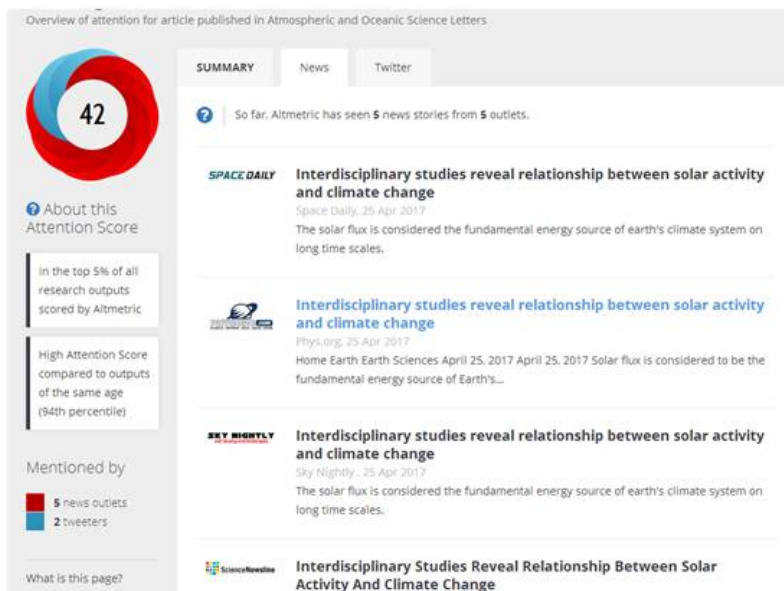 Overview of attention for article published in Atmospheric and Oceanic Science Letters
42
About this
Attention Score
In the top 5% of all
research outputs
scored by Altmetric
High Attention Score
compared to outputs
of the same age
(94th percentile)
Mentioned by
5 news outlets
2 tweeters
What is this page?
SUMMARY News Twitter
So far, Altmetric has seen 5 news stories from 5 outlets.
SPACE DAILY
Interdisciplinary studies reveal relationship between solar activity
and climate change
Space Daily, 25 Apr 2017
The solar flux is considered the fundamental energy source of earth's climate system on
long time scales.
Interdisciplinary studies reveal relationship between solar activity
and climate change
Phys.org, 25 Apr 2017
Home Earth Earth Sciences April 25, 2017 April 25, 2017 Solar flux is considered to be the
fundamental energy source of Earth's...
SKY NIGHTLY
Interdisciplinary studies reveal relationship between solar activity
and climate change
Sky Nightly , 25 Apr 2017
The solar flux is considered the fundamental energy source of earth's climate system on
long time scales.
ScienceNewsline
Interdisciplinary Studies Reveal Relationship Between Solar
Activity And Climate Change